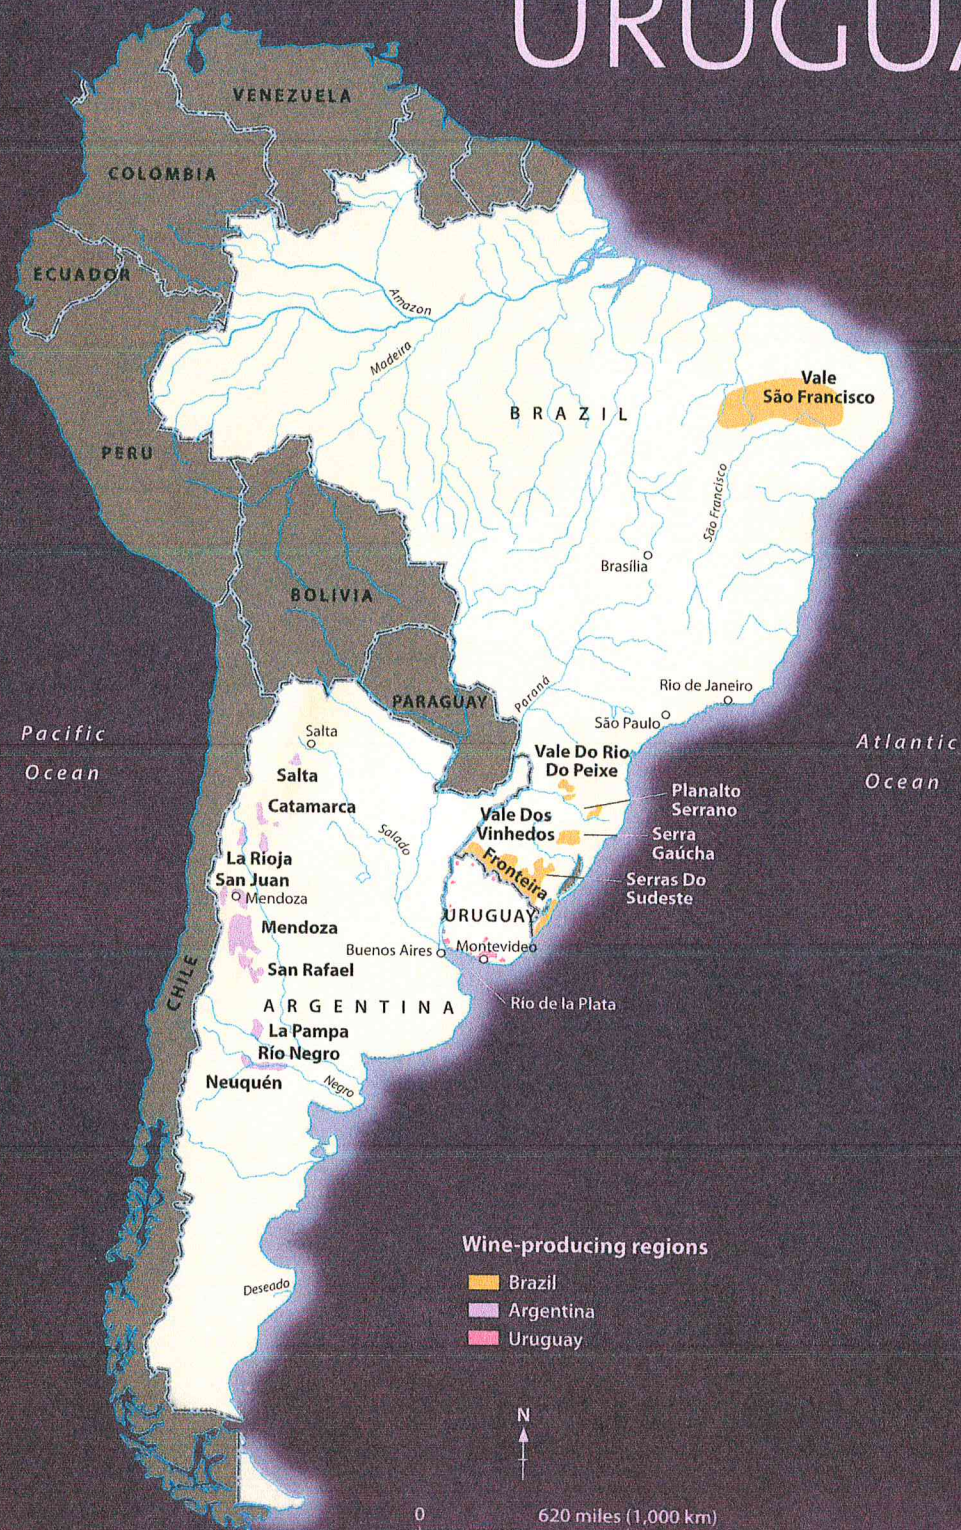 URUGUA
VENEZUELA
COLOMBIA
ECUADOR
Amazon
Madeira
Vale
São Francisco
BRAZIL
PERU
São Francisco
Brasília
BOLIVIA
Rio de Janeiro
PARAGUAY
Paraná
São Paulo
Pacific
Ocean
Atlantic
Ocean
Salta
Salta
Vale Do Rio
Do Peixe
Planalto
Serrano
Catamarca
Vale Dos
Vinhedos
Salado
Serra
Gaúcha
La Rioja
Fronteira
San Juan
Serras Do
Sudeste
Mendoza
URUGUAY
Mendoza
Buenos Aires
Montevideo
San Rafael
CHILE
ARGENTINA
Río de la Plata
La Pampa
Río Negro
Neuquén
Negro
Deseado
Wine-producing regions
Brazil
Argentina
Uruguay
N
0
620 miles (1,000 km)